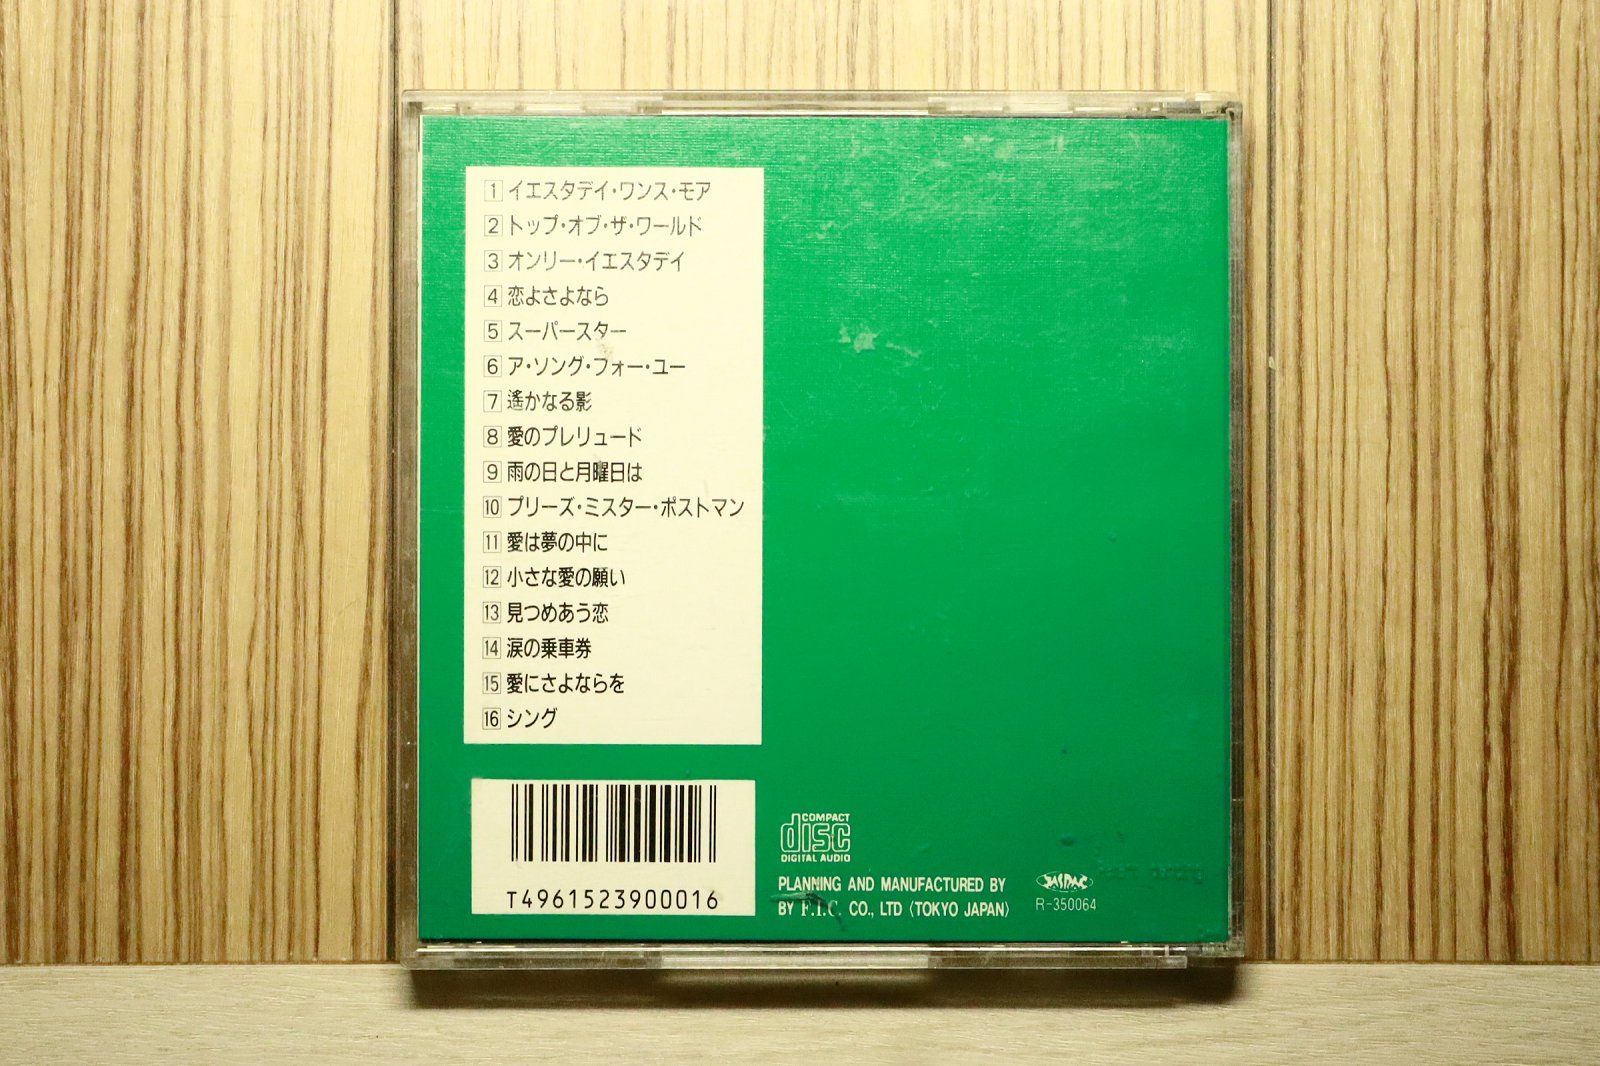 1 イエスタデイ・ワンス・モア
2 トップ・オブ・ザ・ワールド
3 オンリー・イエスタデイ
4 恋よさよなら
5 スーパースター
6 ア・ソング・フォー・ユー
7 遙かなる影
8 愛のプレリュード
9 雨の日と月曜日は
10 プリーズ・ミスター・ポストマン
11 愛は夢の中に
12 小さな愛の願い
13 見つめあう恋
14 涙の乗車券
15 愛にさよならを
16 シング
T4961523900016
COMPACT
disc
DIGITAL AUDIO
PLANNING AND MANUFACTURED BY
BY F.I.C. CO., LTD (TOKYO JAPAN)
JASRAC
R-350064